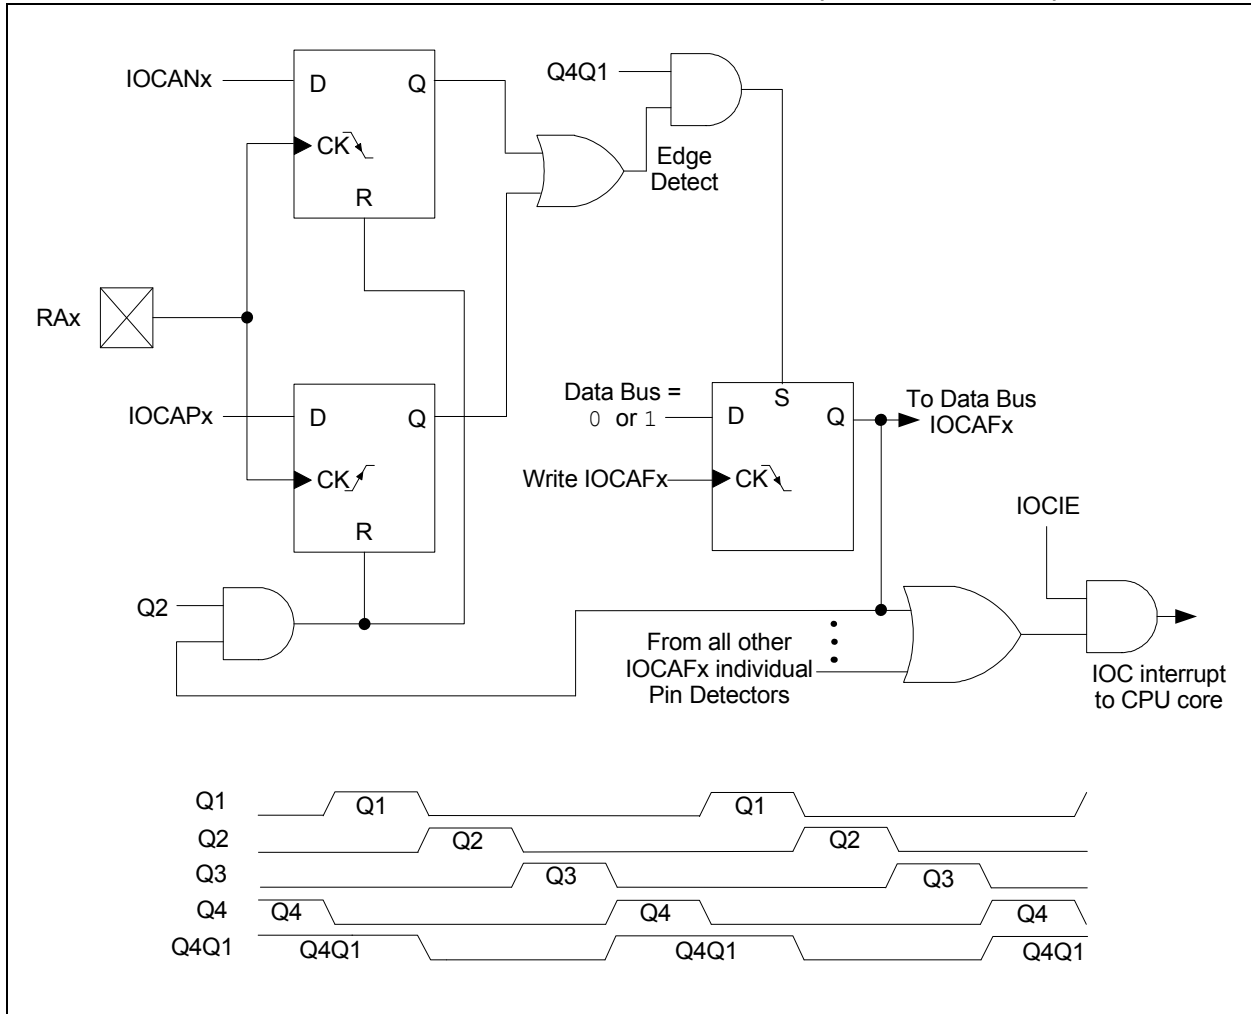 IOCANx
D
Q
CK
R
Q4Q1
Edge
Detect
RAx
IOCAPx
D
Q
CK
R
Data Bus =
0 or 1
S
D
Q
To Data Bus
IOCAFx
Write IOCAFx
CK
IOCIE
Q2
From all other
IOCAFx individual
Pin Detectors
IOC interrupt
to CPU core
Q1 Q1 Q1
Q2 Q2 Q2
Q3 Q3 Q3
Q4 Q4 Q4 Q4
Q4Q1 Q4Q1 Q4Q1 Q4Q1